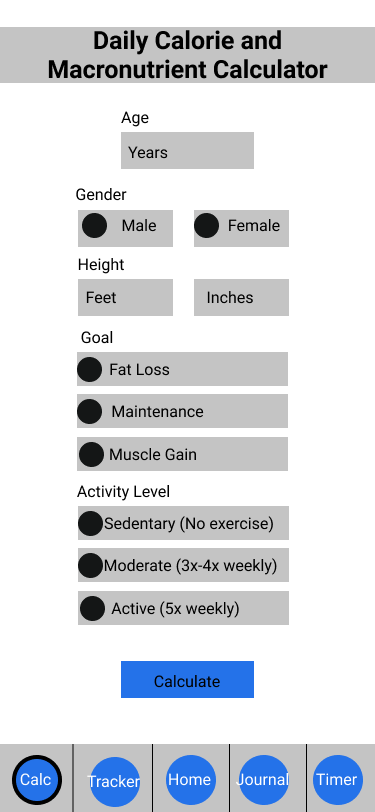 Daily Calorie and
Macronutrient Calculator
Age
Years
Gender
Male Female
Height
Feet Inches
Goal
Fat Loss
Maintenance
Muscle Gain
Activity Level
Sedentary (No exercise)
Moderate (3x-4x weekly)
Active (5x weekly)
Calculate
Calc Tracker Home Journal Timer